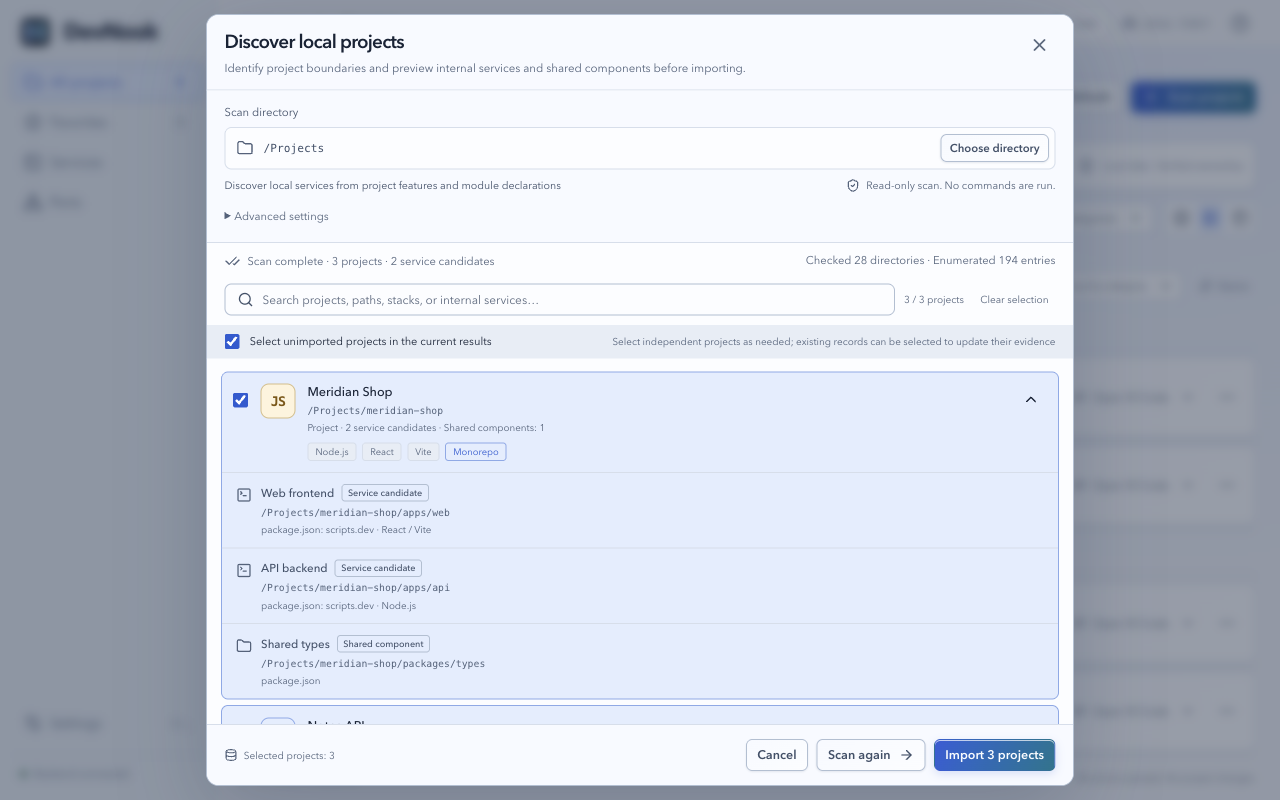 DevNook
Discover local projects
Identify project boundaries and preview internal services and shared components before importing.
Scan directory
/Projects
Choose directory
Discover local services from project features and module declarations
Read-only scan. No commands are run.
Advanced settings
Scan complete · 3 projects · 2 service candidates
Checked 28 directories · Enumerated 194 entries
Search projects, paths, stacks, or internal services…
3 / 3 projects
Clear selection
Select unimported projects in the current results
Select independent projects as needed; existing records can be selected to update their evidence
JS
Meridian Shop
/Projects/meridian-shop
Project · 2 service candidates · Shared components: 1
Node.js
React
Vite
Monorepo
Web frontend
Service candidate
/Projects/meridian-shop/apps/web
package.json: scripts.dev · React / Vite
API backend
Service candidate
/Projects/meridian-shop/apps/api
package.json: scripts.dev · Node.js
Shared types
Shared component
/Projects/meridian-shop/packages/types
package.json
Selected projects: 3
Cancel
Scan again
Import 3 projects